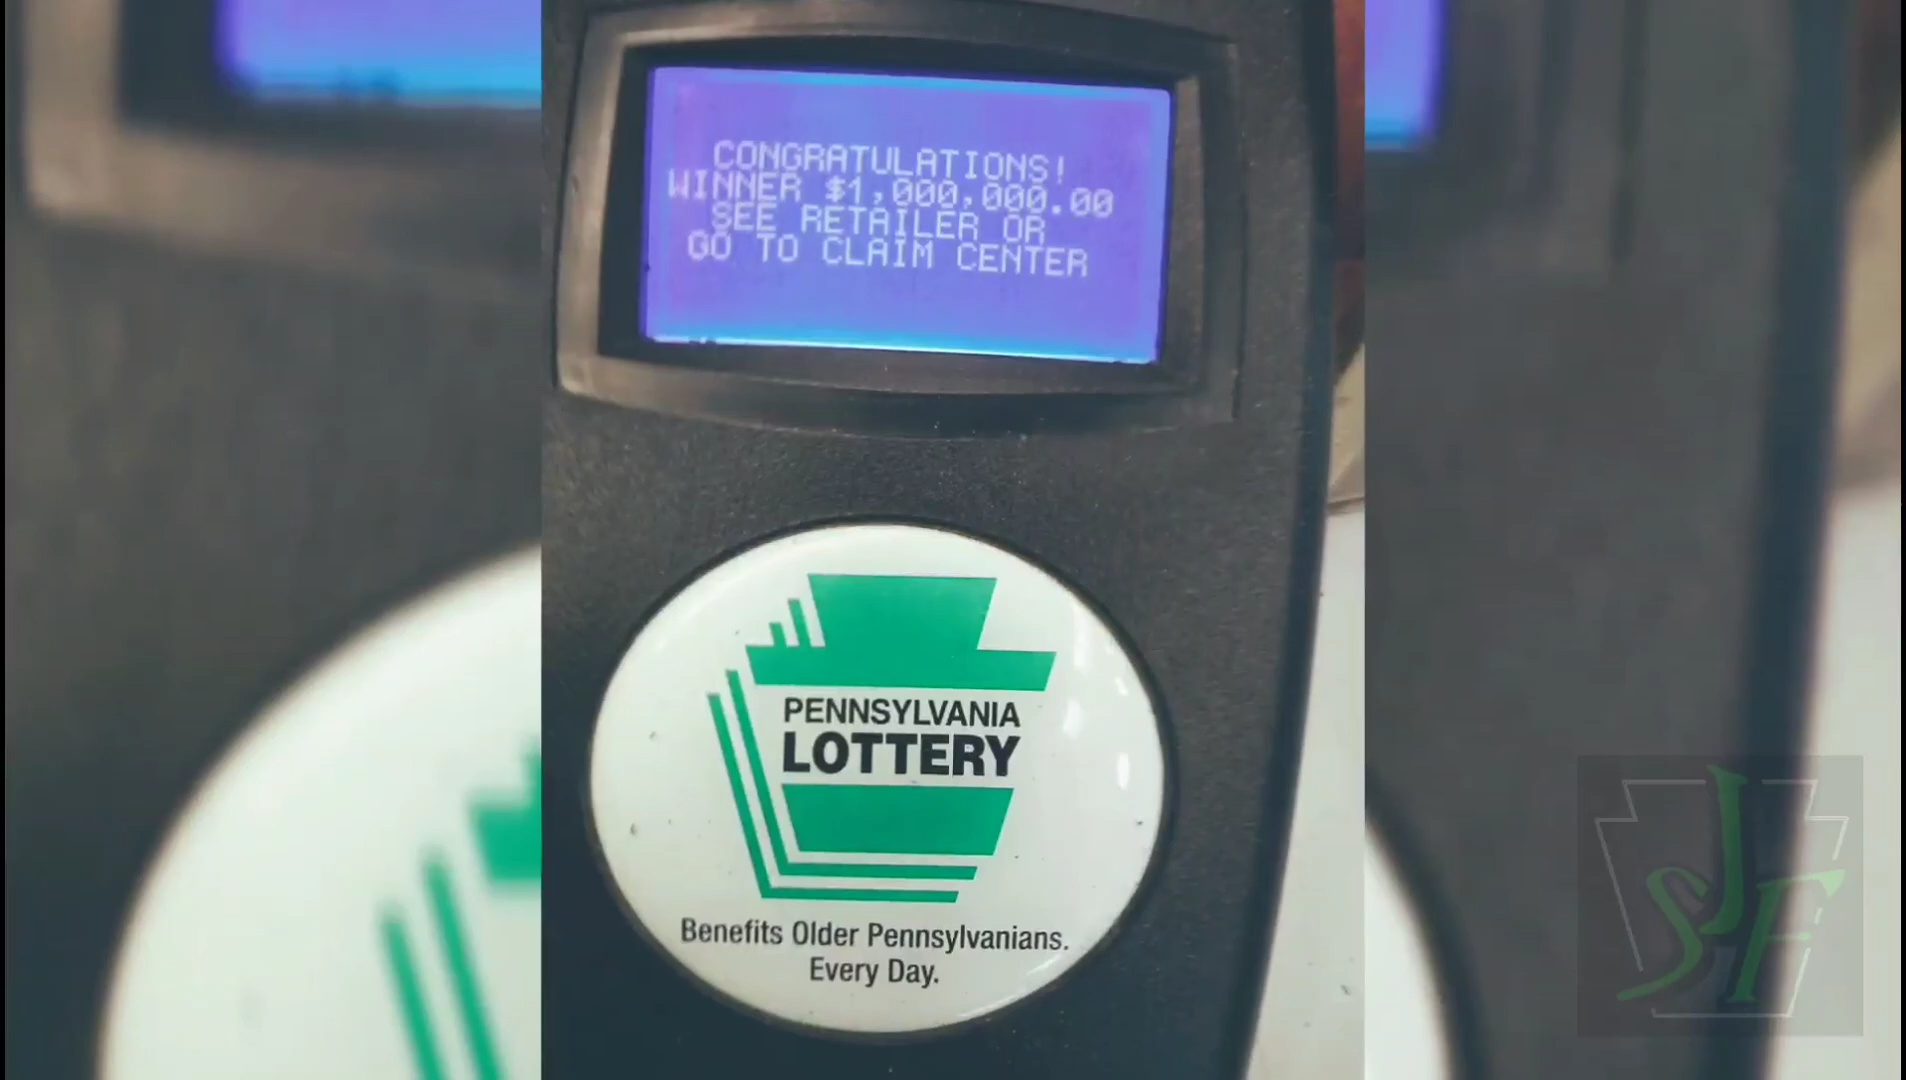 CONGRATULATIONS!
WINNER $1,000,000.00
SEE RETAILER OR
GO TO CLAIM CENTER
PENNSYLVANIA
LOTTERY
Benefits Older Pennsylvanians.
Every Day.
SJF